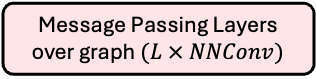 Message Passing Layers
over graph (L × NNConv)